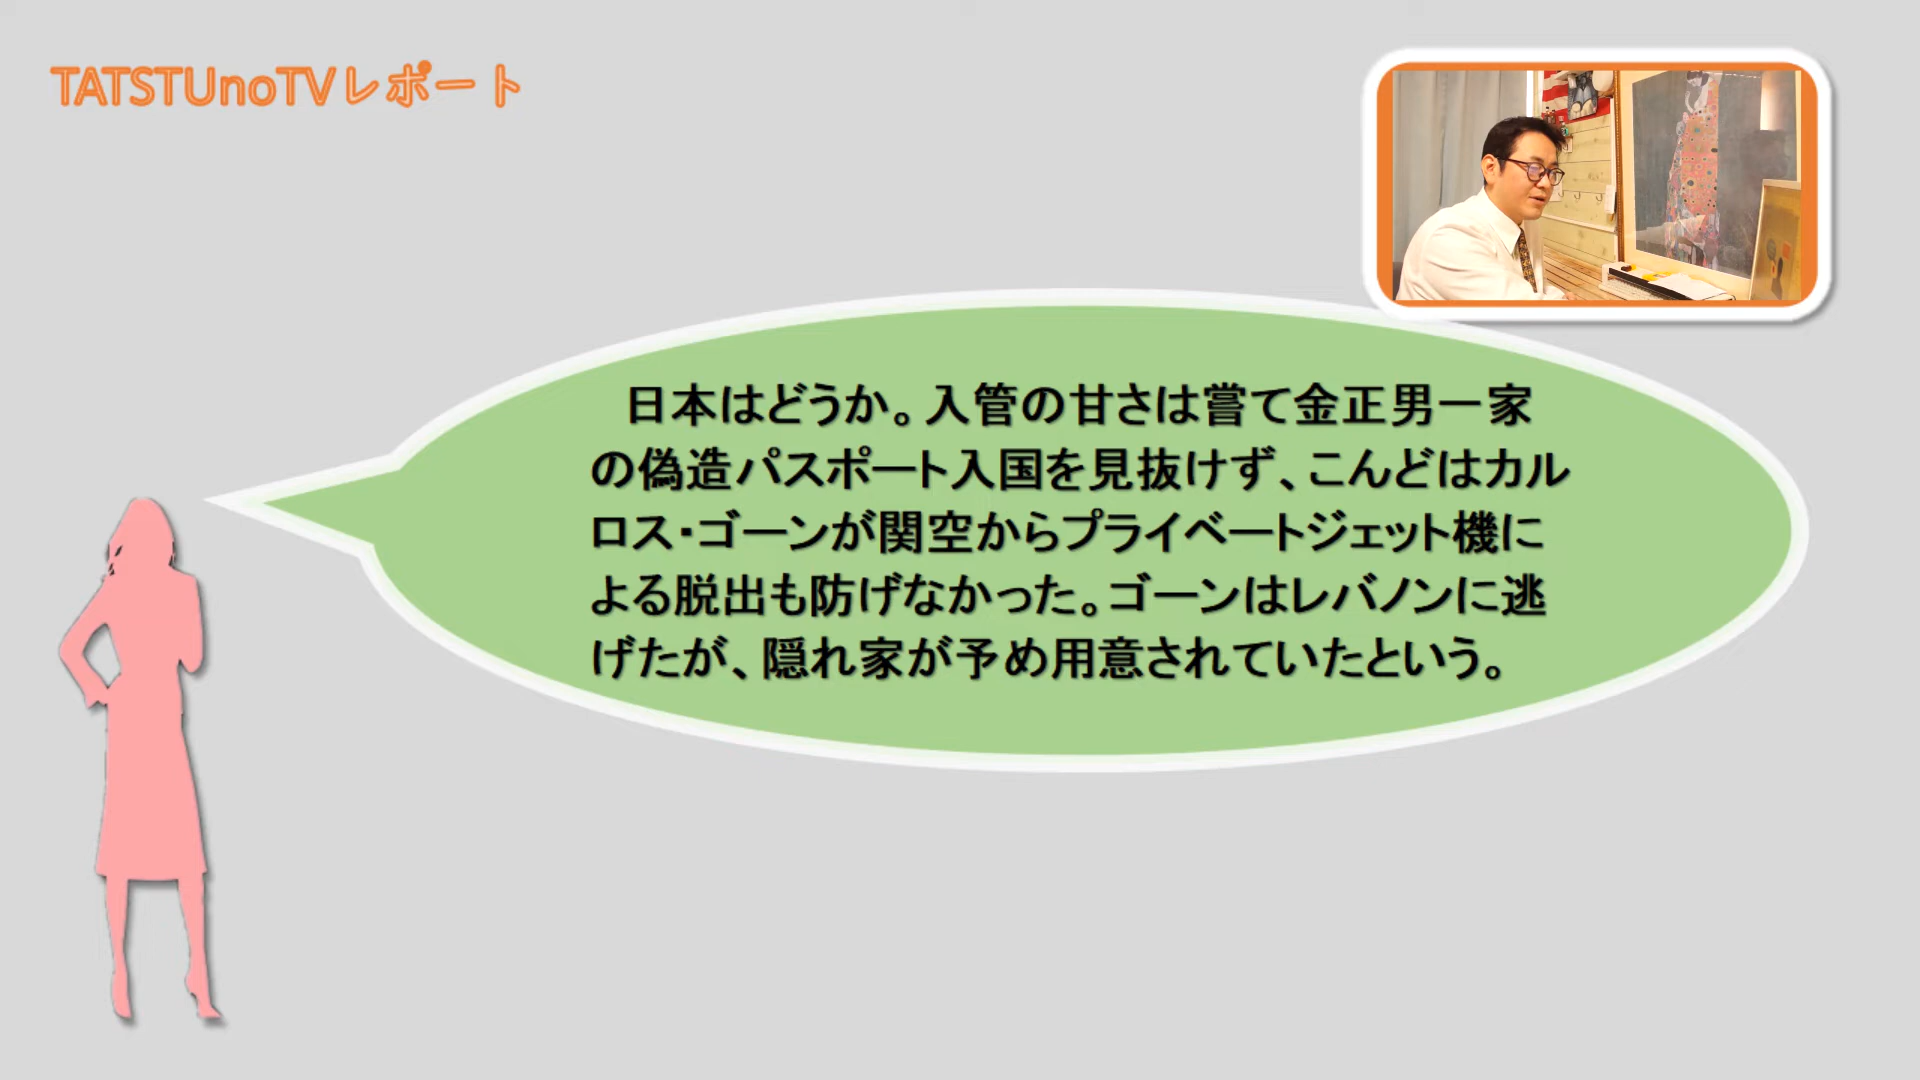 TATSTUnoTVレポート
日本はどうか。入管の甘さは嘗て金正男一家
の偽造パスポート入国を見抜けず、こんどはカル
ロス・ゴーンが関空からプライベートジェット機に
よる脱出も防げなかった。ゴーンはレバノンに逃
げたが、隠れ家が予め用意されていたという。